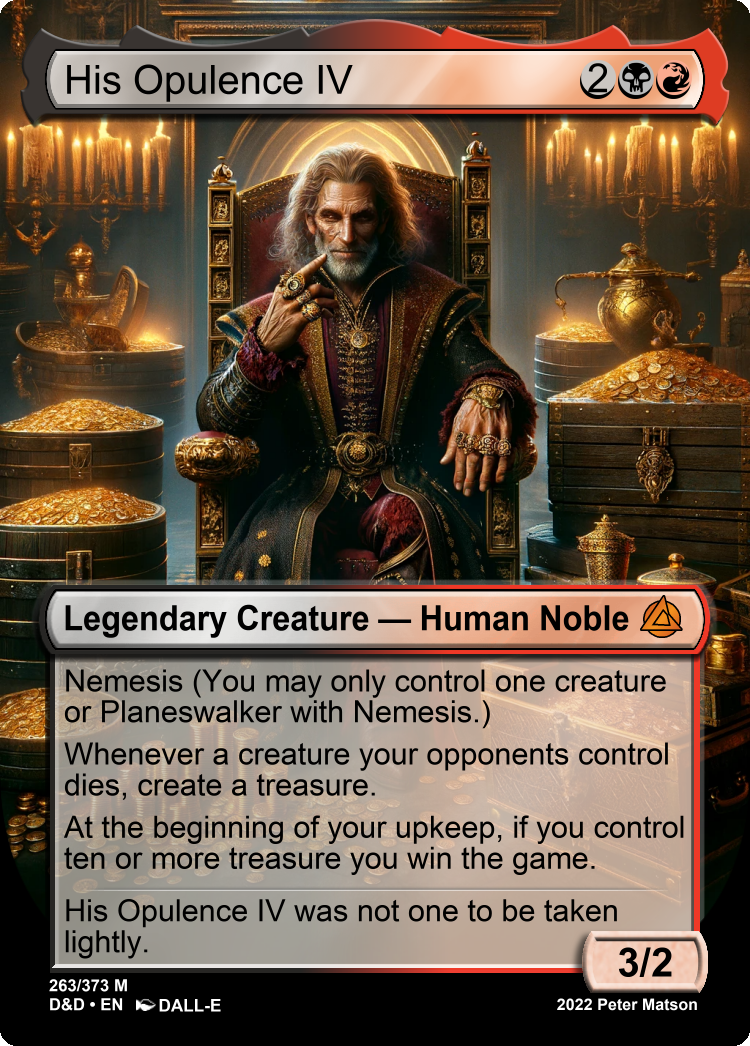 His Opulence IV 2
Legendary Creature — Human Noble
Nemesis (You may only control one creature
or Planeswalker with Nemesis.)
Whenever a creature your opponents control
dies, create a treasure.
At the beginning of your upkeep, if you control
ten or more treasure you win the game.
His Opulence IV was not one to be taken
lightly.
3/2
263/373 M
D&D • EN DALL-E
2022 Peter Matson